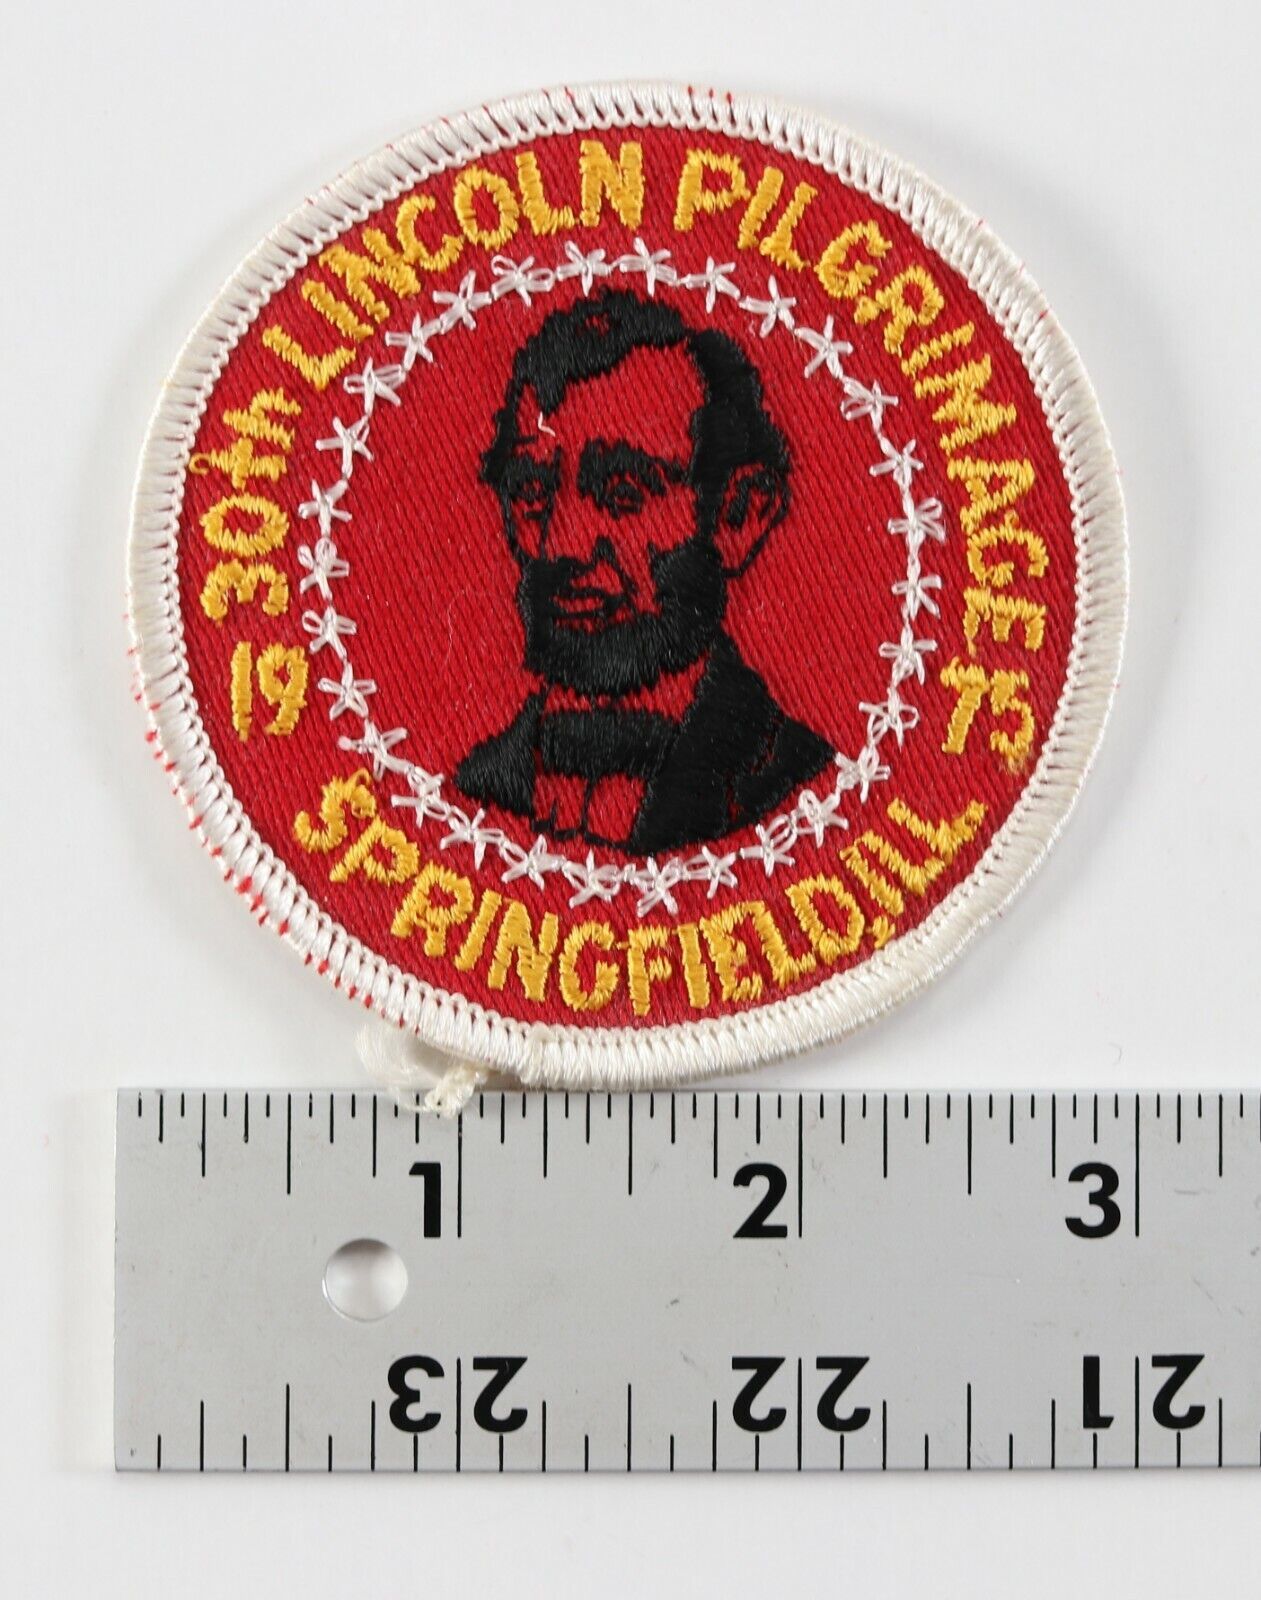 30TH LINCOLN PILGRIMAGE
19 75
SPRINGFIELD, ILL.
1 2 3
23 22 21